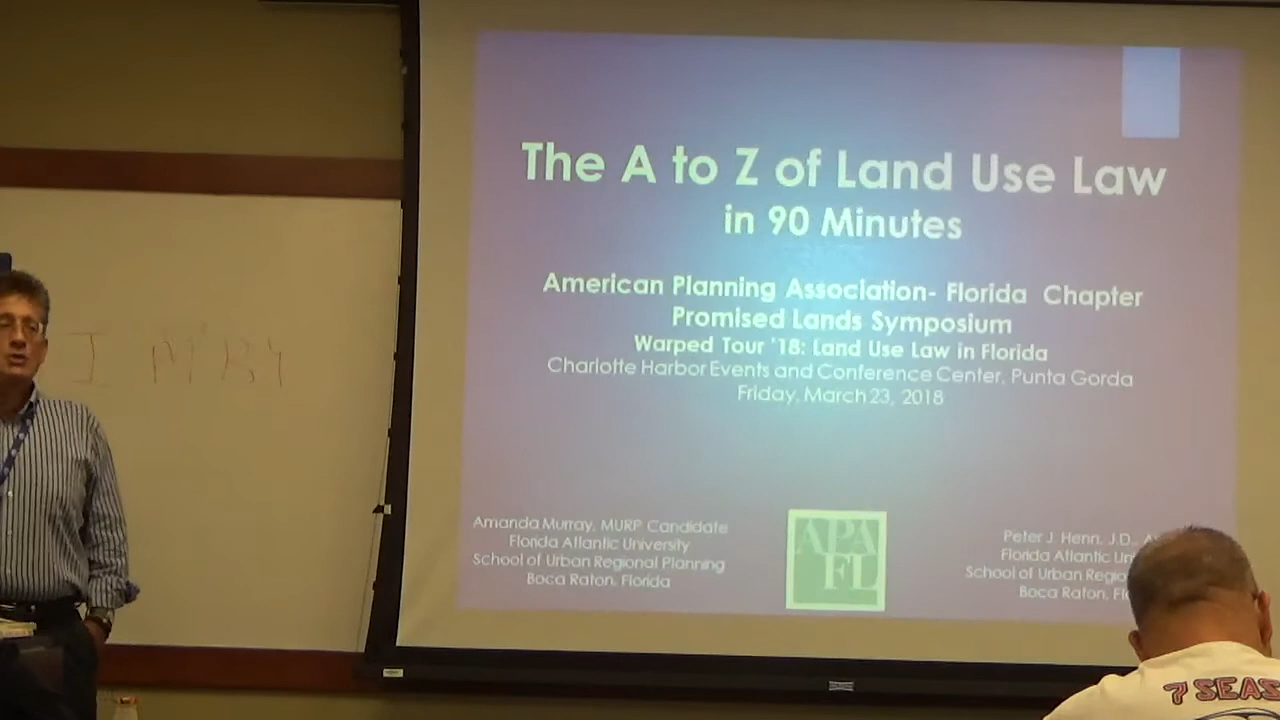 The A to Z of Land Use Law
in 90 Minutes
American Planning Association- Florida Chapter
Promised Lands Symposium
Warped Tour '18: Land Use Law in Florida
Charlotte Harbor Events and Conference Center, Punta Gorda
Friday, March 23, 2018
Amanda Murray, MURP Candidate
Florida Atlantic University
School of Urban Regional Planning
Boca Raton, Florida
APA
FL
Peter J. Henn, J.D.,
Florida Atlantic
School of Urban
Boca Raton,
7 SEAS